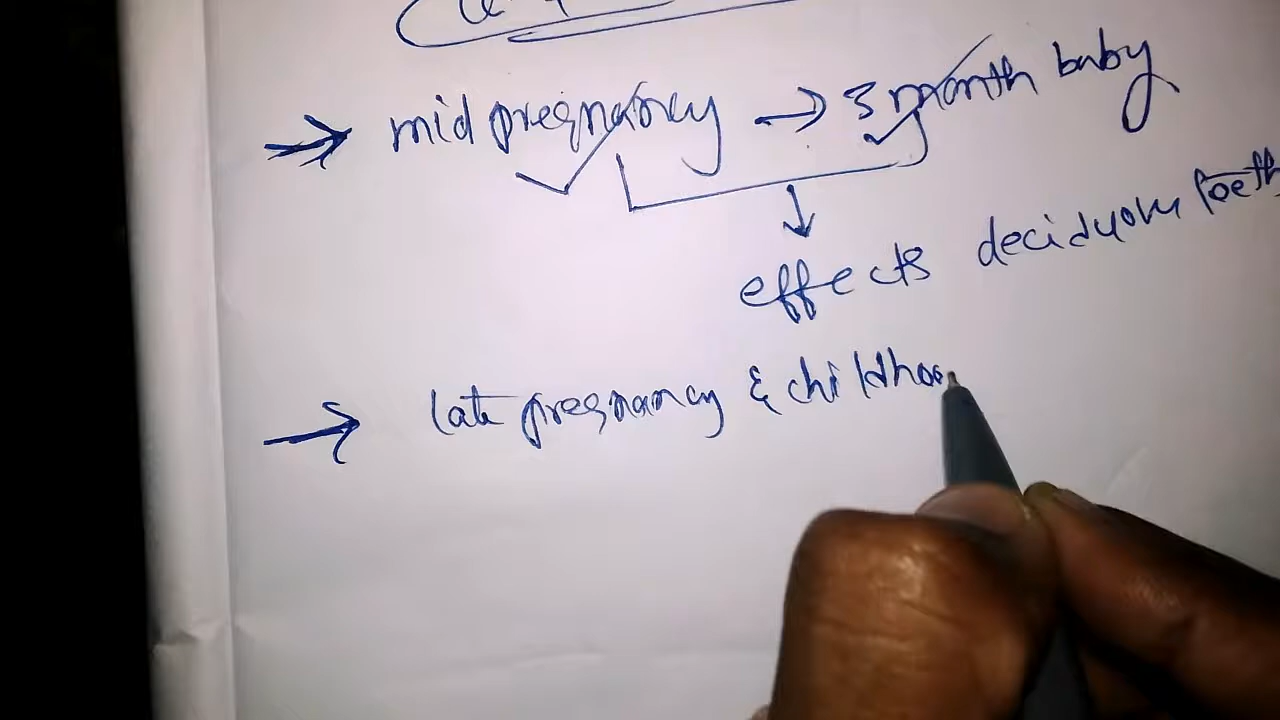 → mid pregnancy → 3 month baby
↓
effects deciduous teeth
→ late pregnancy & childhoo